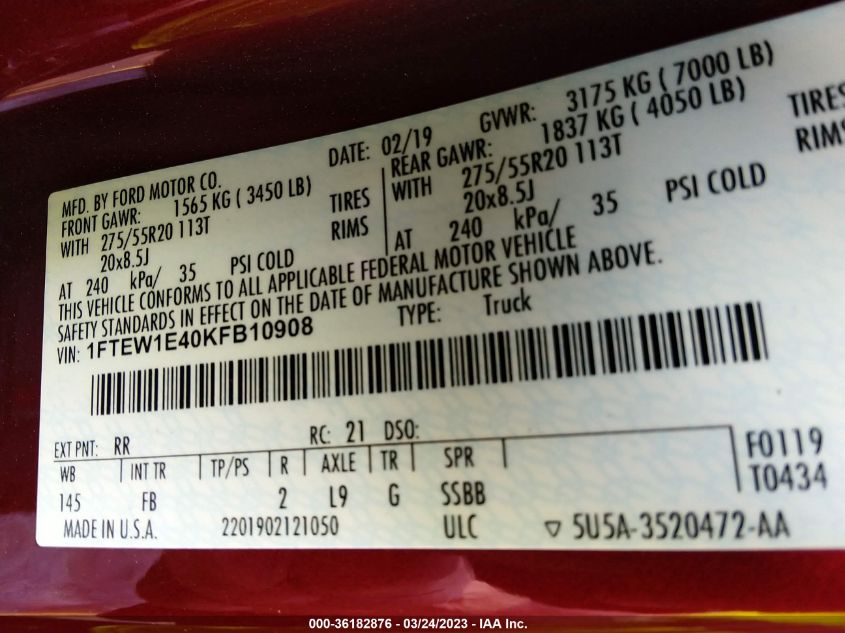 MFD. BY FORD MOTOR CO.
DATE: 02/19
GVWR: 3175 KG ( 7000 LB)
FRONT GAWR: 1565 KG ( 3450 LB)
REAR GAWR: 1837 KG ( 4050 LB)
WITH 275/55R20 113T TIRES
WITH 275/55R20 113T TIRES
20x8.5J RIMS
20x8.5J RIMS
AT 240 kPa/ 35 PSI COLD
AT 240 kPa/ 35 PSI COLD
THIS VEHICLE CONFORMS TO ALL APPLICABLE FEDERAL MOTOR VEHICLE
SAFETY STANDARDS IN EFFECT ON THE DATE OF MANUFACTURE SHOWN ABOVE.
VIN: 1FTEW1E40KFB10908
TYPE: Truck
EXT PNT: RR RC: 21 DSO:
WB INT TR TP/PS R AXLE TR SPR
145 FB 2 L9 G SSBB
F0119
T0434
MADE IN U.S.A. 2201902121050 ULC ▽ 5U5A-3520472-AA
000-36182876 - 03/24/2023 - IAA Inc.